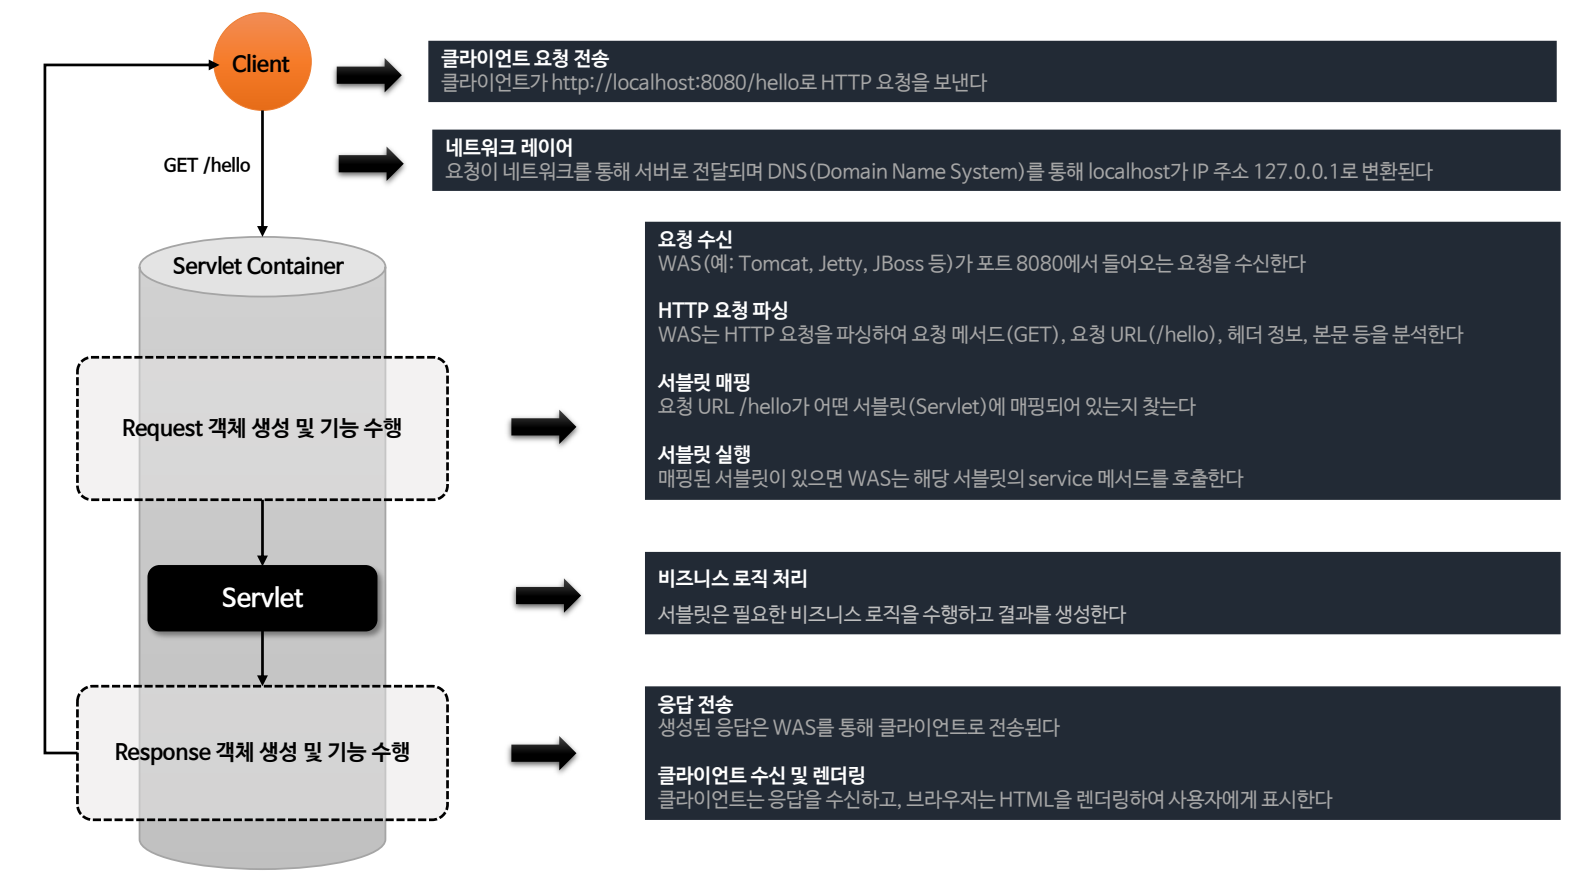 Client
클라이언트 요청 전송
클라이언트가 http://localhost:8080/hello로 HTTP 요청을 보낸다
GET /hello
네트워크 레이어
요청이 네트워크를 통해 서버로 전달되며 DNS(Domain Name System)를 통해 localhost가 IP 주소 127.0.0.1로 변환된다
Servlet Container
요청 수신
WAS(예: Tomcat, Jetty, JBoss 등)가 포트 8080에서 들어오는 요청을 수신한다
HTTP 요청 파싱
WAS는 HTTP 요청을 파싱하여 요청 메서드(GET), 요청 URL(/hello), 헤더 정보, 본문 등을 분석한다
서블릿 매핑
요청 URL /hello가 어떤 서블릿(Servlet)에 매핑되어 있는지 찾는다
Request 객체 생성 및 기능 수행
서블릿 실행
매핑된 서블릿이 있으면 WAS는 해당 서블릿의 service 메서드를 호출한다
Servlet
비즈니스 로직 처리
서블릿은 필요한 비즈니스 로직을 수행하고 결과를 생성한다
응답 전송
생성된 응답은 WAS를 통해 클라이언트로 전송된다
Response 객체 생성 및 기능 수행
클라이언트 수신 및 렌더링
클라이언트는 응답을 수신하고, 브라우저는 HTML을 렌더링하여 사용자에게 표시한다